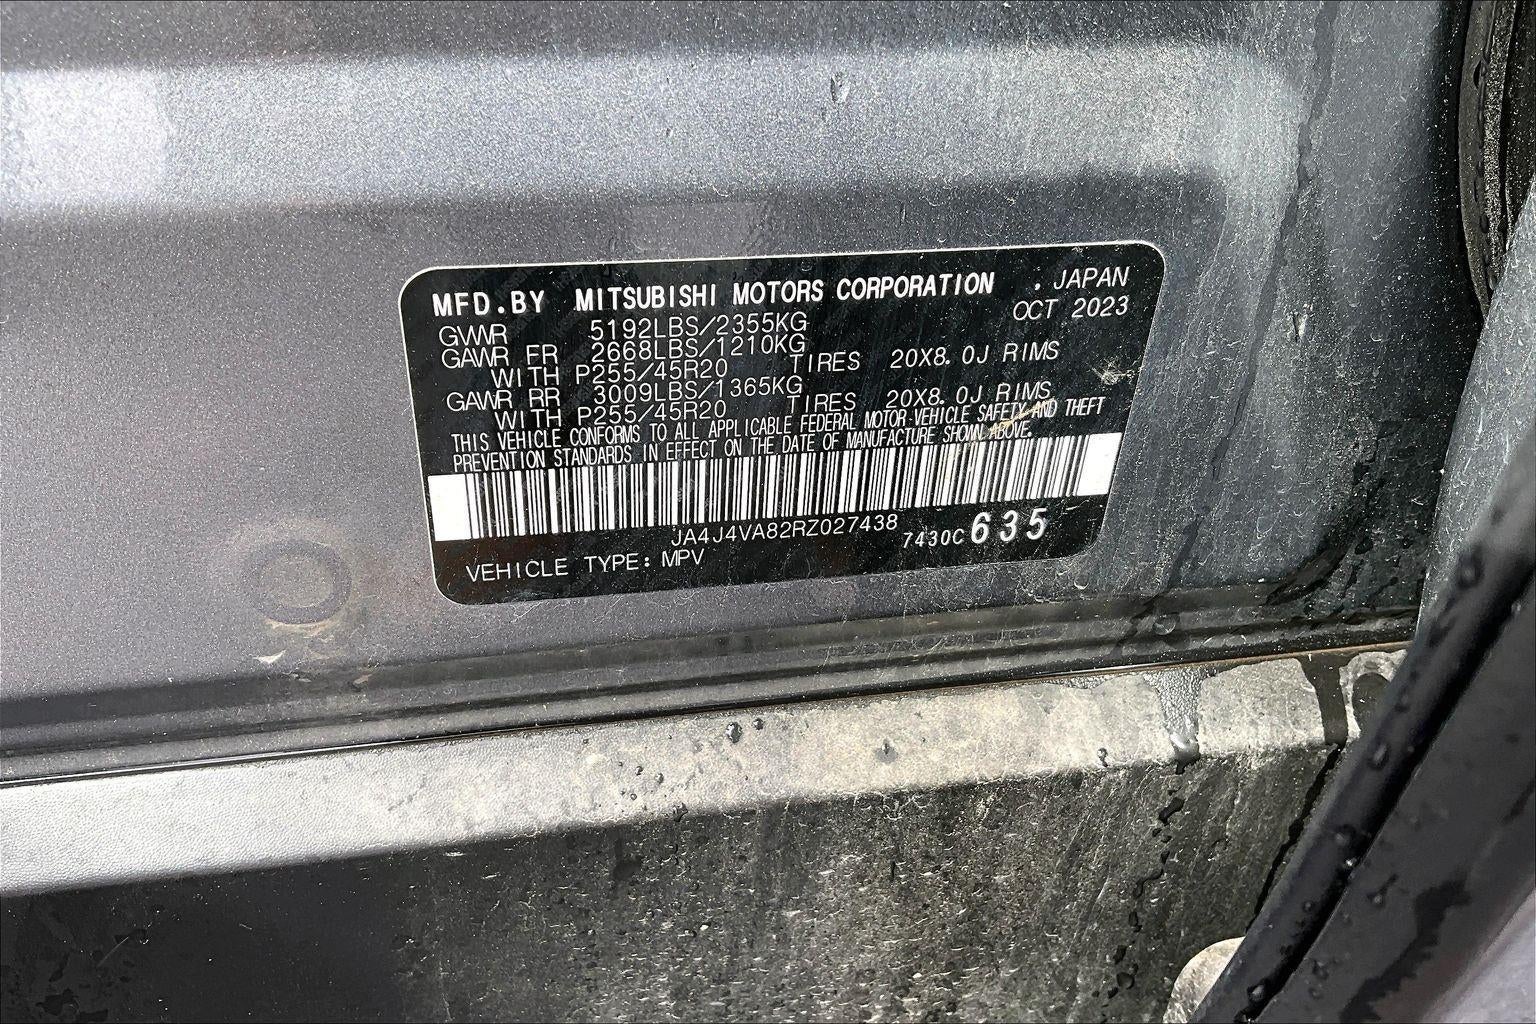 MFD.BY MITSUBISHI MOTORS CORPORATION . JAPAN
OCT 2023
GVWR 5192LBS/2355KG
GAWR FR 2668LBS/1210KG
WITH P255/45R20 TIRES 20X8.0J RIMS
GAWR RR 3009LBS/1365KG
WITH P255/45R20 TIRES 20X8.0J RIMS
THIS VEHICLE CONFORMS TO ALL APPLICABLE FEDERAL MOTOR-VEHICLE SAFETY AND THEFT
PREVENTION STANDARDS IN EFFECT ON THE DATE OF MANUFACTURE SHOWN ABOVE.
JA4J4VA82RZ027438 7430C 635
VEHICLE TYPE: MPV